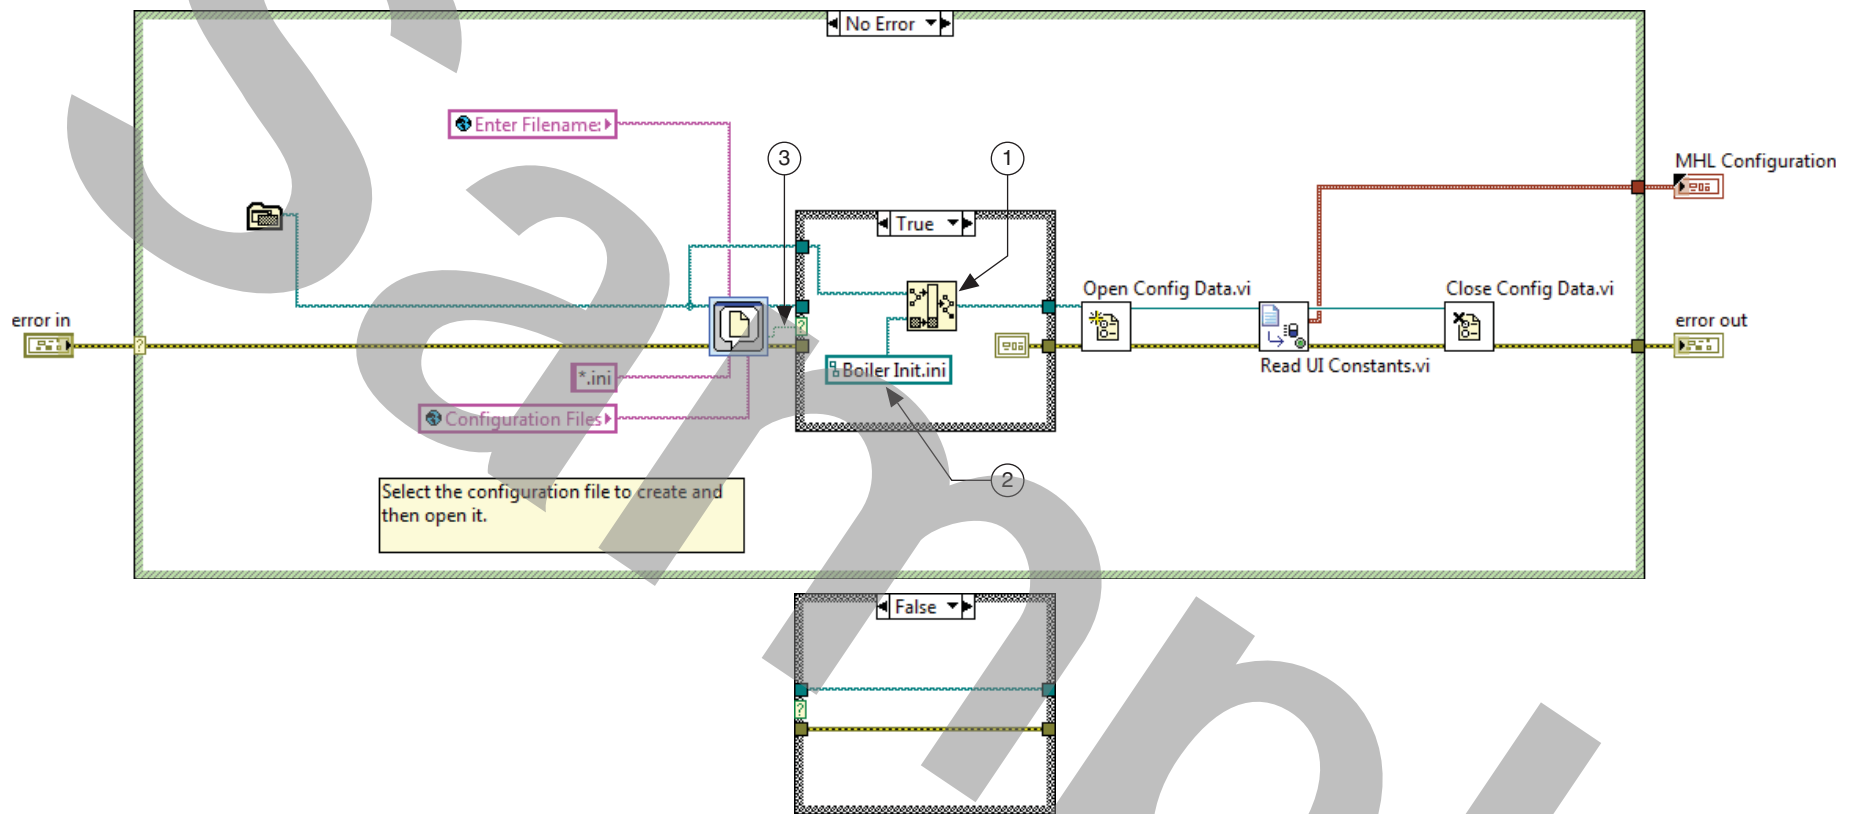 No Error
Enter Filename:
3
1
MHL Configuration
True
Open Config Data.vi
Close Config Data.vi
error in
?
?
error out
Read UI Constants.vi
*.ini
Boiler Init.ini
Configuration Files
2
Select the configuration file to create and
then open it.
False
?
Sampl